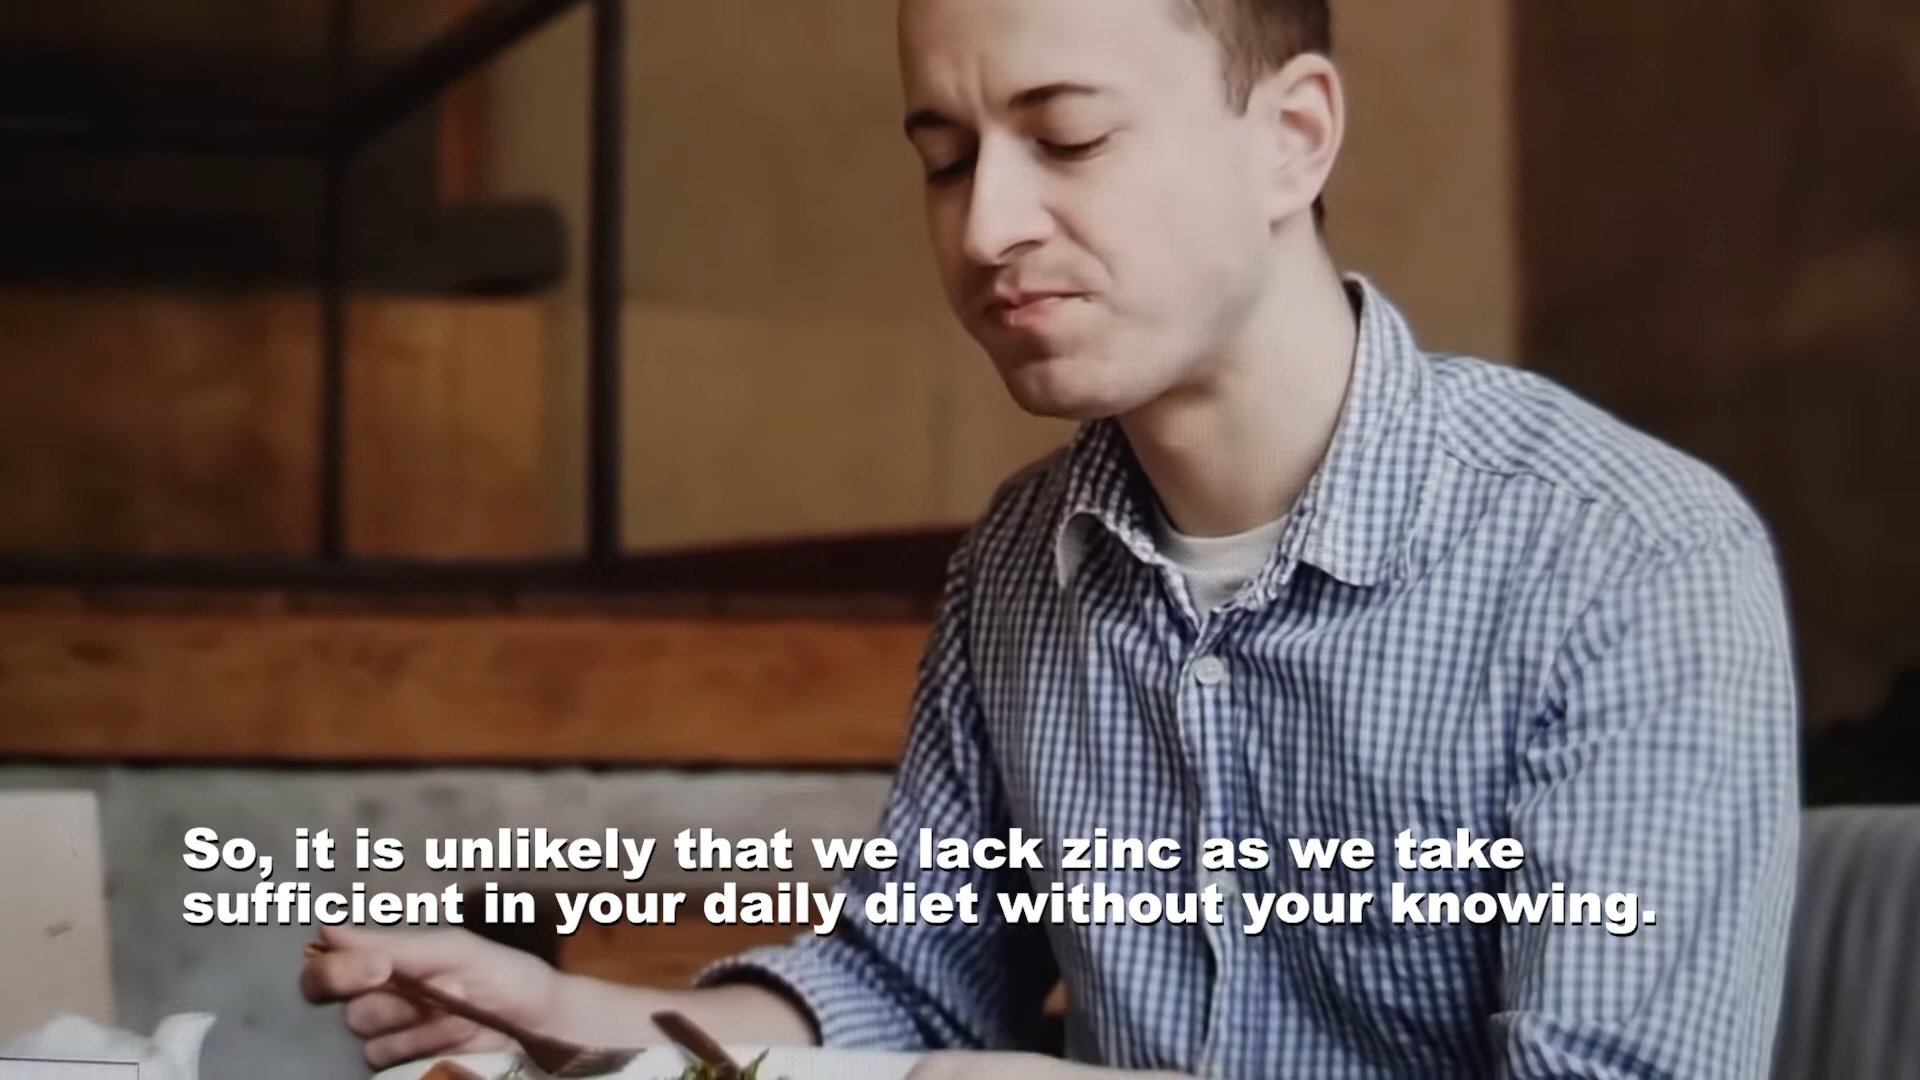 So, it is unlikely that we lack zinc as we take
sufficient in your daily diet without your knowing.